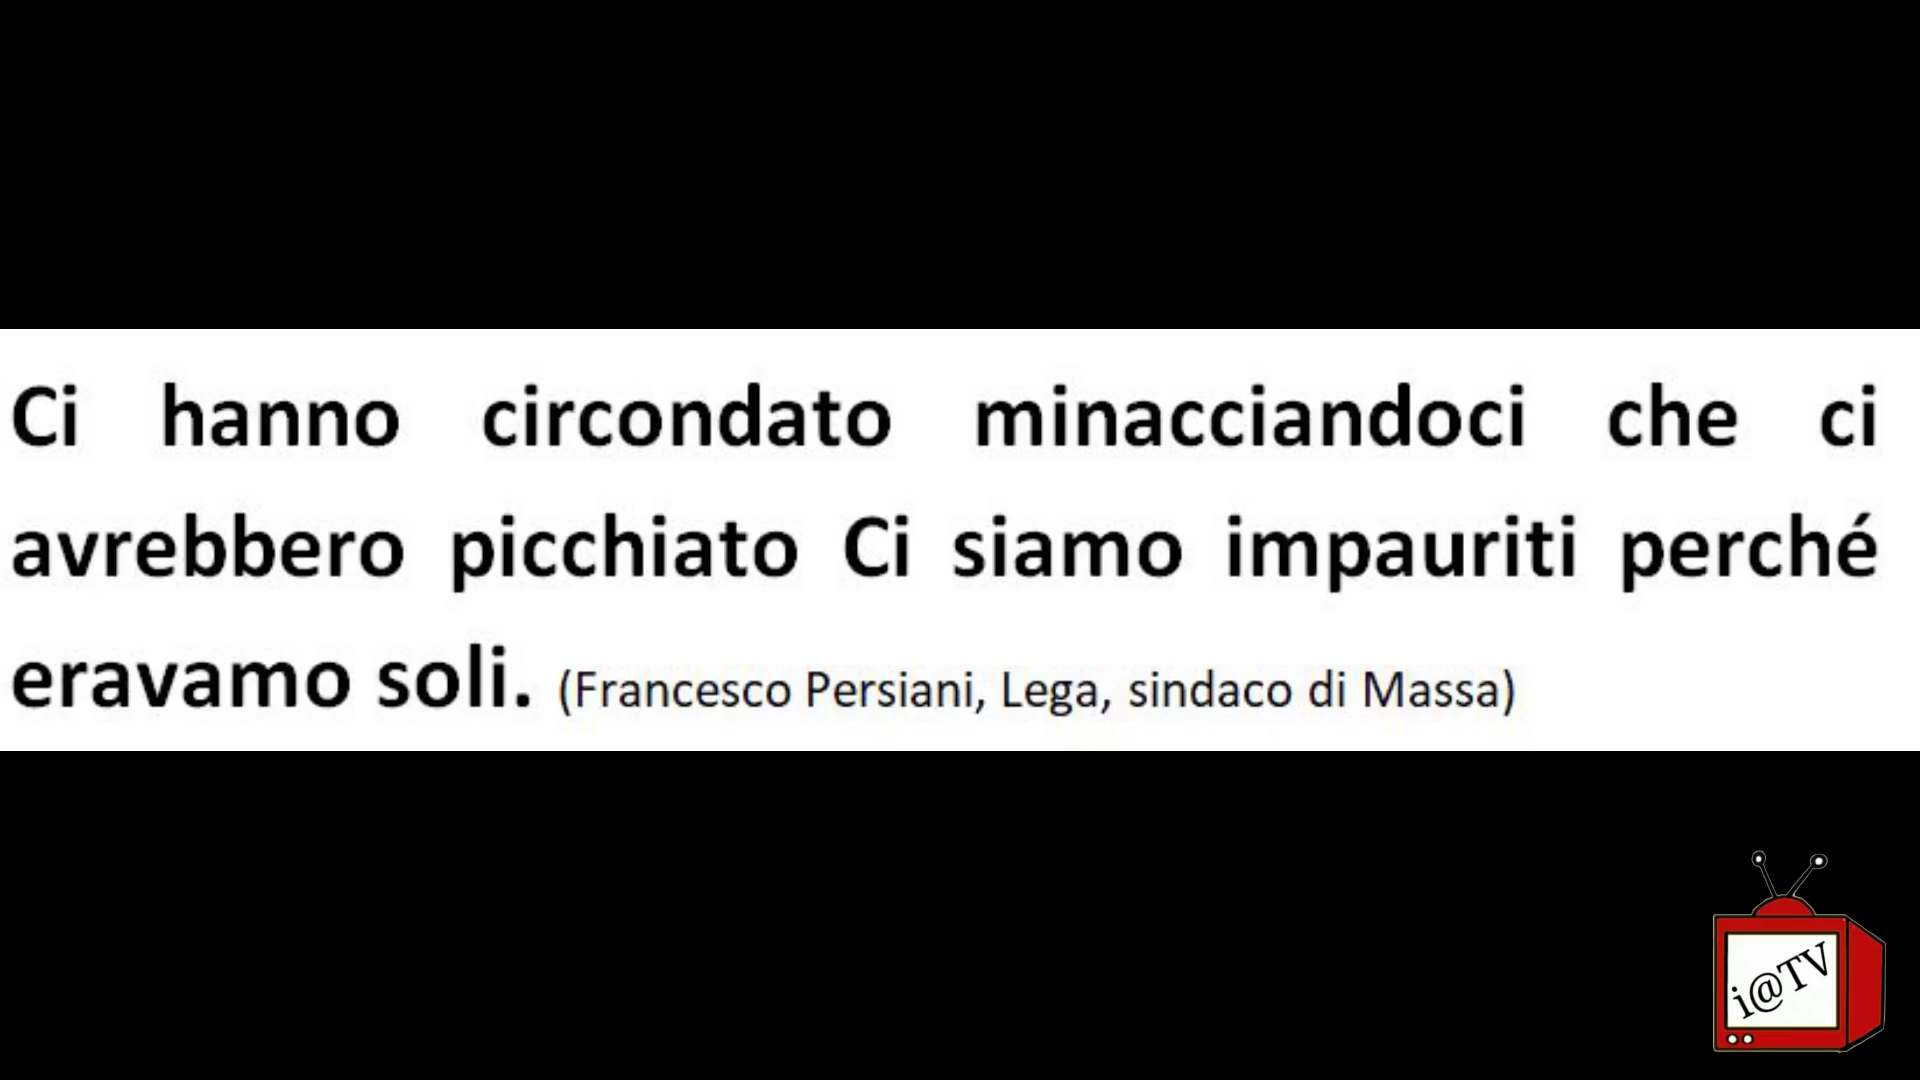 Ci hanno circondato minacciandoci che ci
avrebbero picchiato Ci siamo impauriti perché
eravamo soli. (Francesco Persiani, Lega, sindaco di Massa)
i@TV